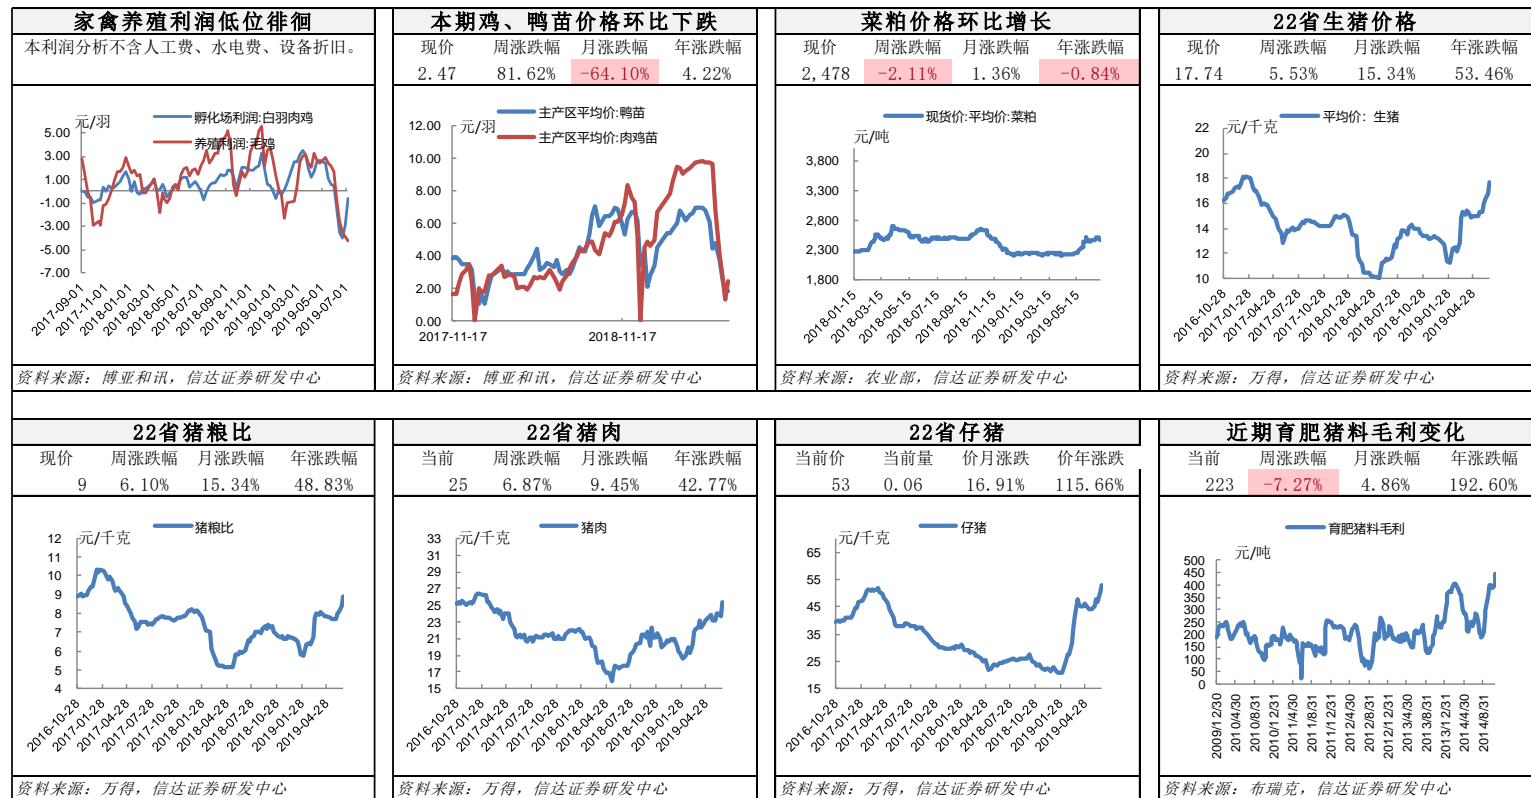 家禽养殖利润低位徘徊
本利润分析不含人工费、水电费、设备折旧。
元/羽
孵化场利润:白羽肉鸡
养殖利润:毛鸡
5.00
3.00
1.00
-1.00
-3.00
-5.00
-7.00
2017-09-01
2017-11-01
2018-01-01
2018-03-01
2018-05-01
2018-07-01
2018-09-01
2018-11-01
2019-01-01
2019-03-01
2019-05-01
2019-07-01
资料来源: 博亚和讯, 信达证券研发中心
本期鸡、鸭苗价格环比下跌
现价 周涨跌幅 月涨跌幅 年涨跌幅
2.47 81.62% -64.10% 4.22%
主产区平均价:鸭苗
元/羽
主产区平均价:肉鸡苗
12.00
10.00
8.00
6.00
4.00
2.00
0.00
2017-11-17 2018-11-17
资料来源: 博亚和讯, 信达证券研发中心
菜粕价格环比增长
现价 周涨跌幅 月涨跌幅 年涨跌幅
2,478 -2.11% 1.36% -0.84%
现货价:平均价:菜粕
元/吨
3,800
3,300
2,800
2,300
1,800
2018-01-15
2018-03-15
2018-05-15
2018-07-15
2018-09-15
2018-11-15
2019-01-15
2019-03-15
2019-05-15
资料来源: 农业部, 信达证券研发中心
22省生猪价格
现价 周涨跌幅 月涨跌幅 年涨跌幅
17.74 5.53% 15.34% 53.46%
平均价: 生猪
元/千克
22
20
18
16
14
12
10
2016-10-28
2017-01-28
2017-04-28
2017-07-28
2017-10-28
2018-01-28
2018-04-28
2018-07-28
2018-10-28
2019-01-28
2019-04-28
资料来源: 万得, 信达证券研发中心
22省猪粮比
现价 周涨跌幅 月涨跌幅 年涨跌幅
9 6.10% 15.34% 48.83%
猪粮比
元/千克
12
11
10
9
8
7
6
5
4
2016-10-28
2017-01-28
2017-04-28
2017-07-28
2017-10-28
2018-01-28
2018-04-28
2018-07-28
2018-10-28
2019-01-28
2019-04-28
资料来源: 万得, 信达证券研发中心
22省猪肉
当前 周涨跌幅 月涨跌幅 年涨跌幅
25 6.87% 9.45% 42.77%
猪肉
元/千克
33
31
29
27
25
23
21
19
17
15
2016-10-28
2017-01-28
2017-04-28
2017-07-28
2017-10-28
2018-01-28
2018-04-28
2018-07-28
2018-10-28
2019-01-28
2019-04-28
资料来源: 万得, 信达证券研发中心
22省仔猪
当前价 当前量 价月涨跌 价年涨跌
53 0.06 16.91% 115.66%
仔猪
元/千克
65
55
45
35
25
15
2016-10-28
2017-01-28
2017-04-28
2017-07-28
2017-10-28
2018-01-28
2018-04-28
2018-07-28
2018-10-28
2019-01-28
2019-04-28
资料来源: 万得, 信达证券研发中心
近期育肥猪料毛利变化
当前 周涨跌幅 月涨跌幅 年涨跌幅
223 -7.27% 4.86% 192.60%
育肥猪料毛利
元/吨
500
450
400
350
300
250
200
150
100
50
0
2009/12/30
2010/4/30
2010/8/31
2010/12/31
2011/4/30
2011/8/31
2011/12/31
2012/4/30
2012/8/31
2012/12/31
2013/4/30
2013/8/31
2013/12/31
2014/4/30
2014/8/31
资料来源: 布瑞克, 信达证券研发中心